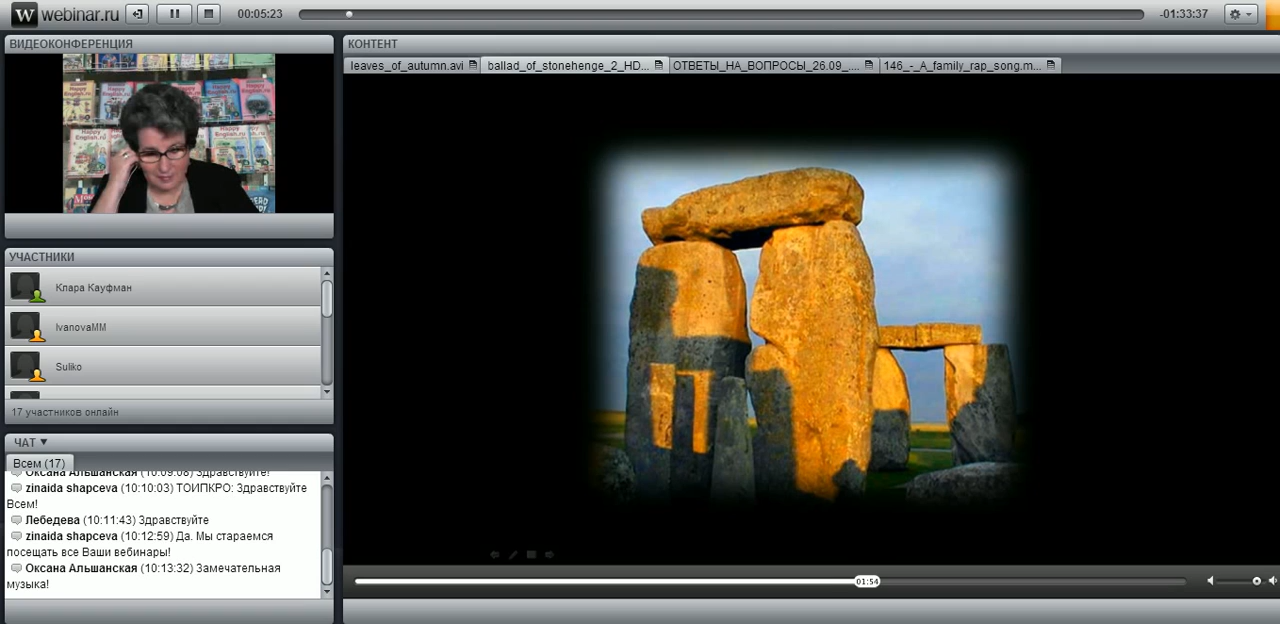 W webinar.ru
00:05:23
-01:33:37
ВИДЕОКОНФЕРЕНЦИЯ
Happy
English.ru
УЧАСТНИКИ
Клара Кауфман
IvanovaMM
Suliko
17 участников онлайн
ЧАТ
Всем (17)
Оксана Альшанская (10:09:08) Здравствуйте!
zinaida shapceva (10:10:03) ТОИПКРО: Здравствуйте
Всем!
Лебедева (10:11:43) Здравствуйте
zinaida shapceva (10:12:59) Да. Мы стараемся
посещать все Ваши вебинары!
Оксана Альшанская (10:13:32) Замечательная
музыка!
КОНТЕНТ
leaves_of_autumn.avi
ballad_of_stonehenge_2_HD...
ОТВЕТЫ_НА_ВОПРОСЫ_26.09_....
146_-_A_family_rap_song.m...
01:54